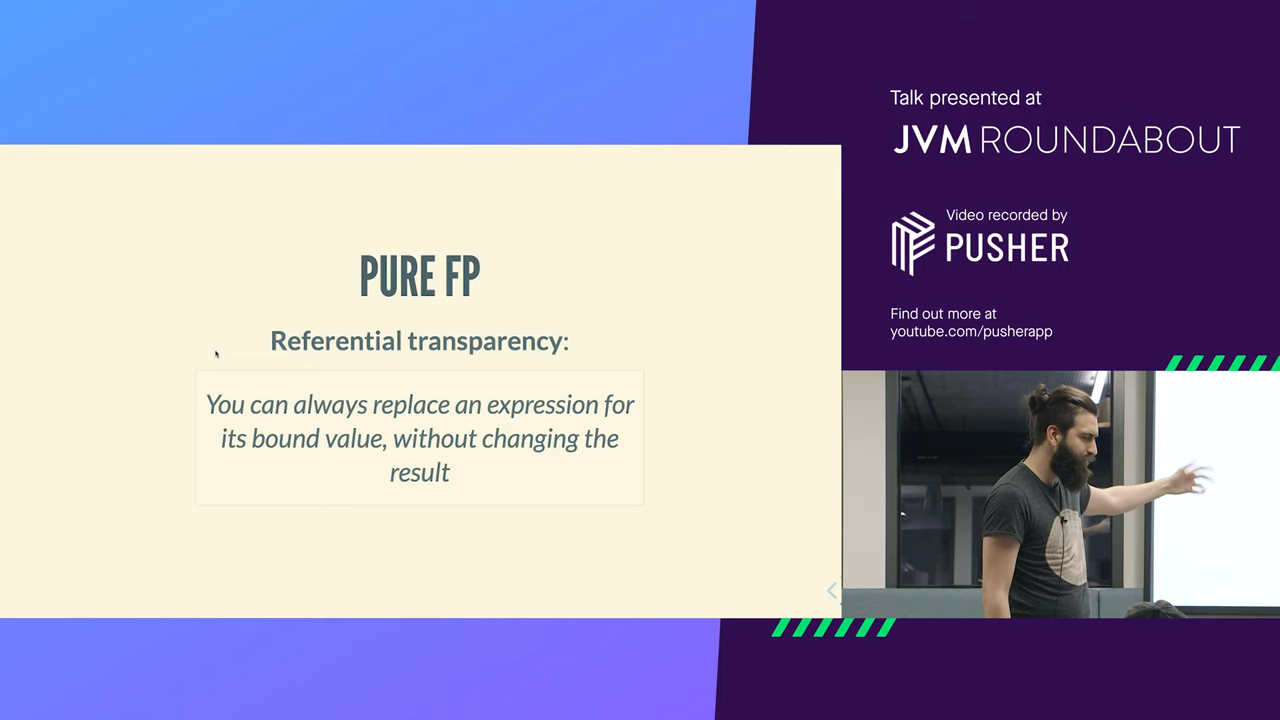 Talk presented at
JVM ROUNDABOUT
Video recorded by
PUSHER
Find out more at
youtube.com/pusherapp
PURE FP
Referential transparency:
You can always replace an expression for
its bound value, without changing the
result